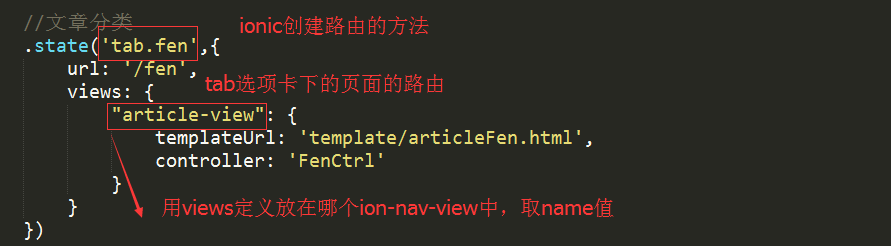 //文章分类
ionic创建路由的方法
.state('tab.fen',{
url: '/fen',
tab选项卡下的页面的路由
views: {
"article-view": {
templateUrl: 'template/articleFen.html',
controller: 'FenCtrl'
}
用views定义放在哪个ion-nav-view中，取name值
}
})